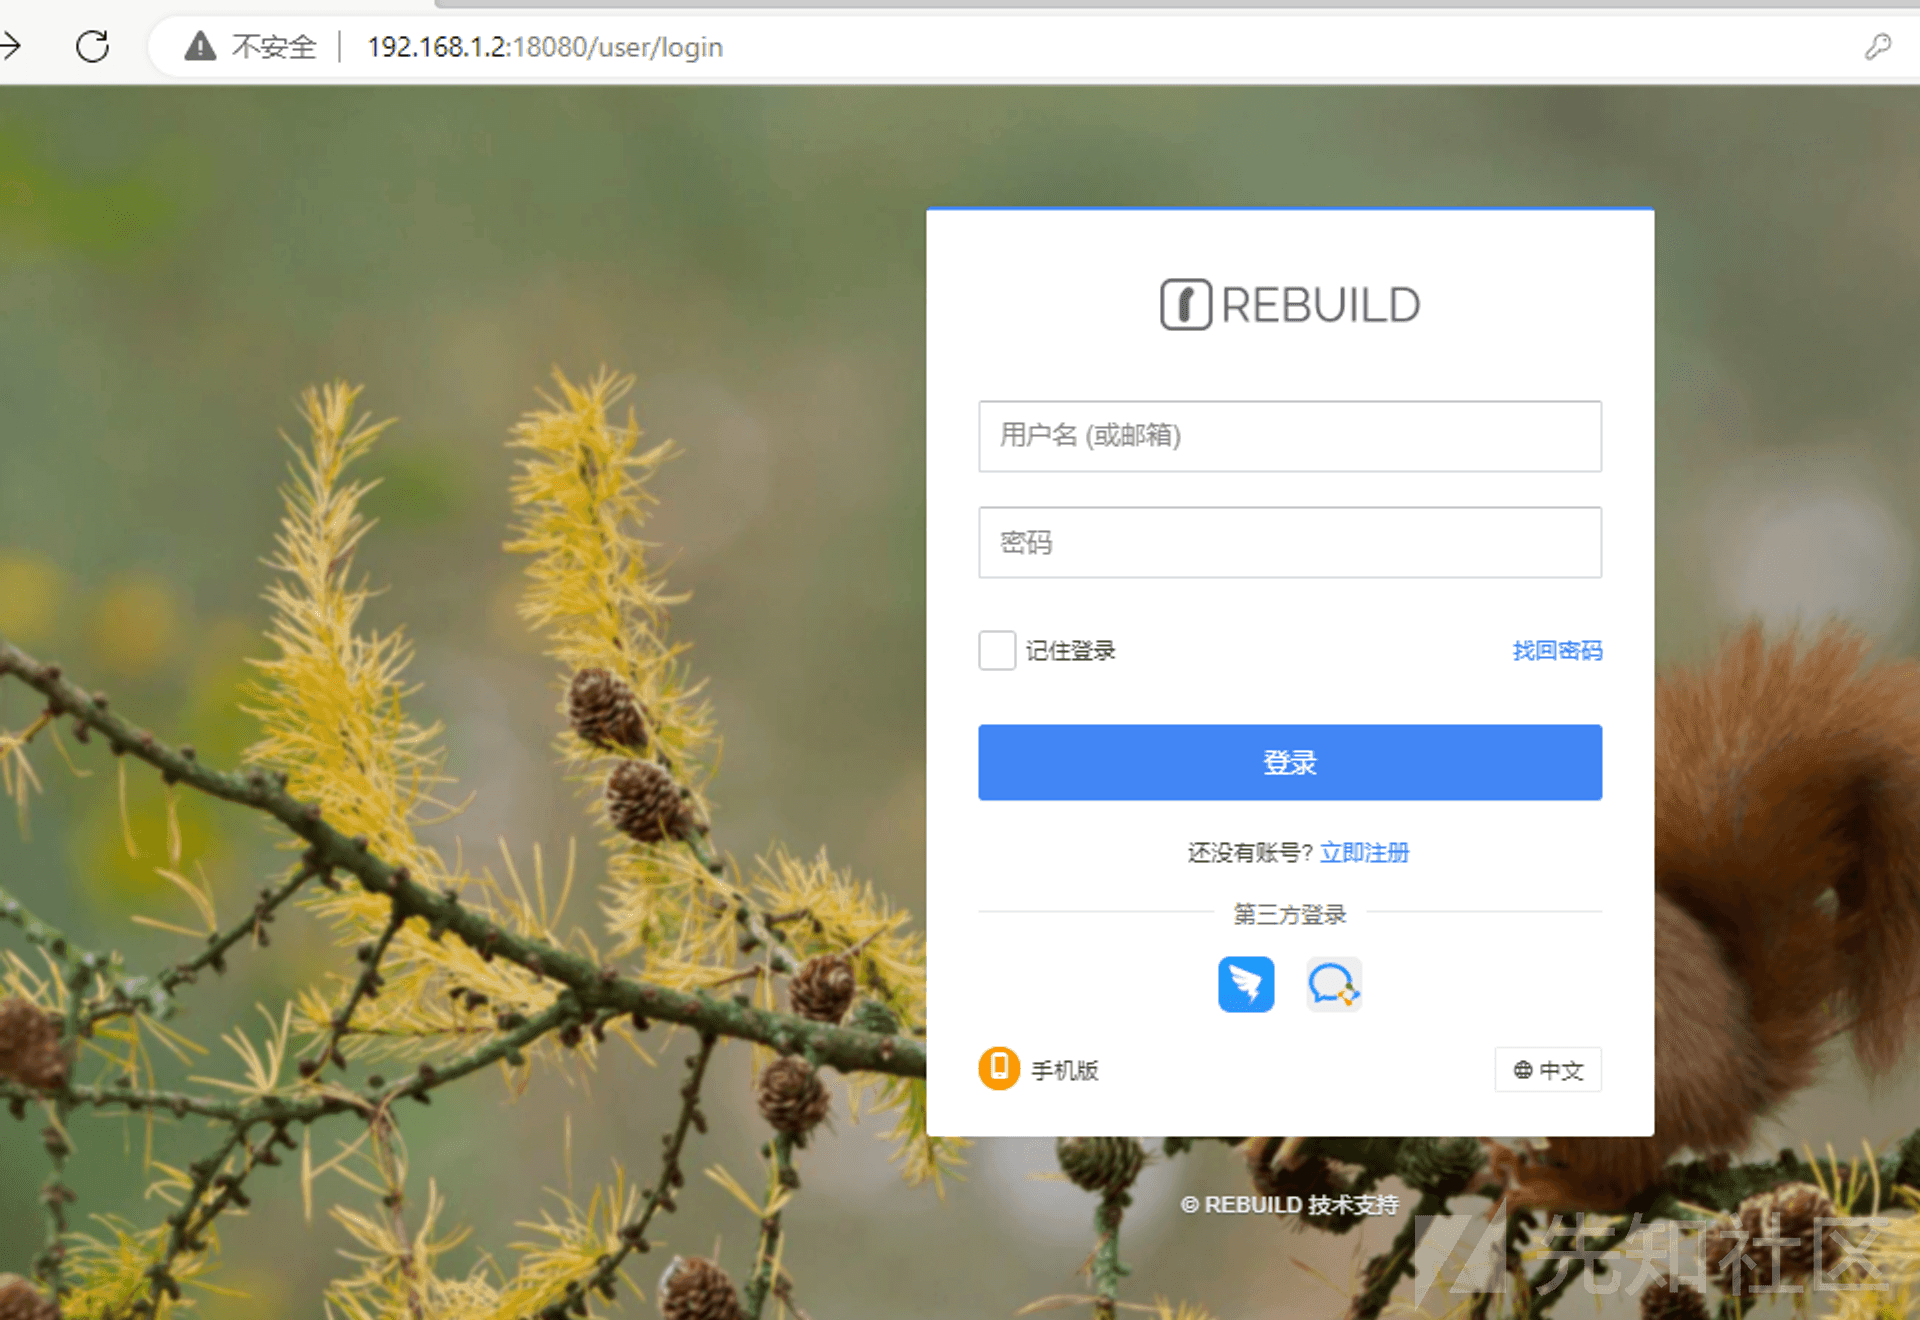 不安全 | 192.168.1.2:18080/user/login
REBUILD
用户名 (或邮箱)
密码
记住登录 找回密码
登录
还没有账号? 立即注册
第三方登录
手机版 中文
© REBUILD 技术支持
先知社区